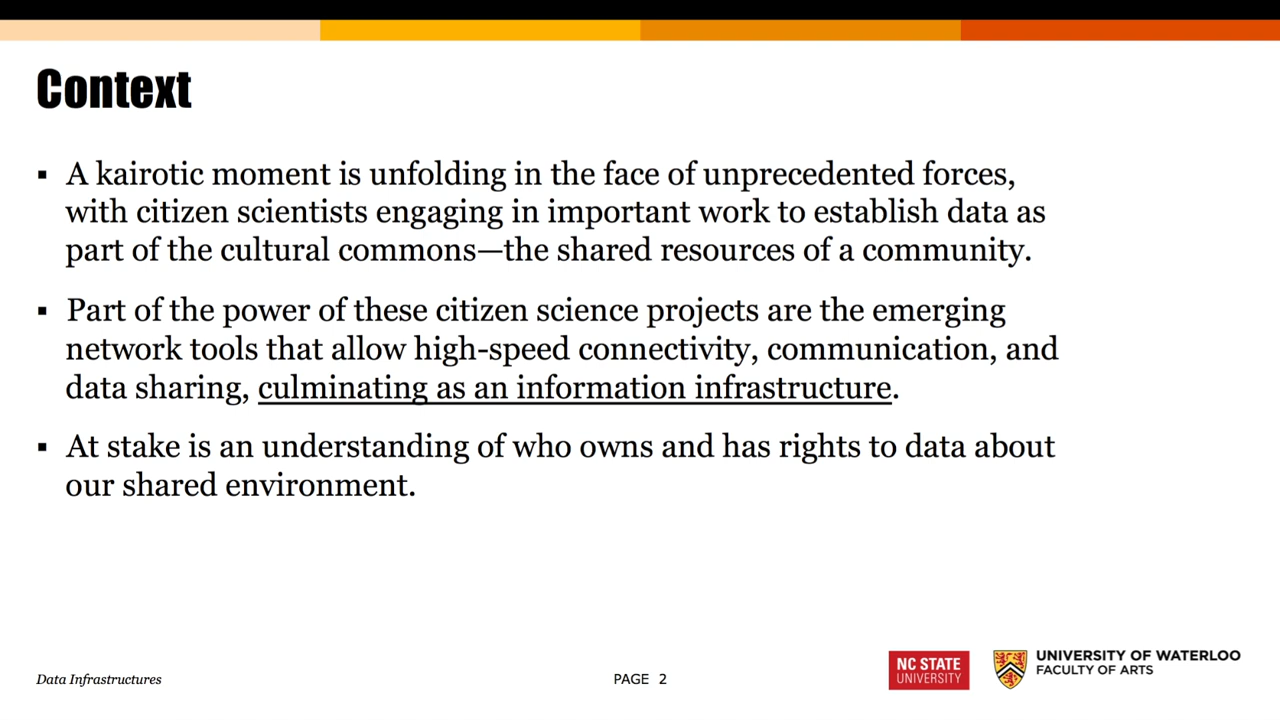 Context
▪ A kairotic moment is unfolding in the face of unprecedented forces,
with citizen scientists engaging in important work to establish data as
part of the cultural commons—the shared resources of a community.
▪ Part of the power of these citizen science projects are the emerging
network tools that allow high-speed connectivity, communication, and
data sharing, culminating as an information infrastructure.
▪ At stake is an understanding of who owns and has rights to data about
our shared environment.
Data Infrastructures
PAGE 2
NC STATE
UNIVERSITY
UNIVERSITY OF WATERLOO
FACULTY OF ARTS